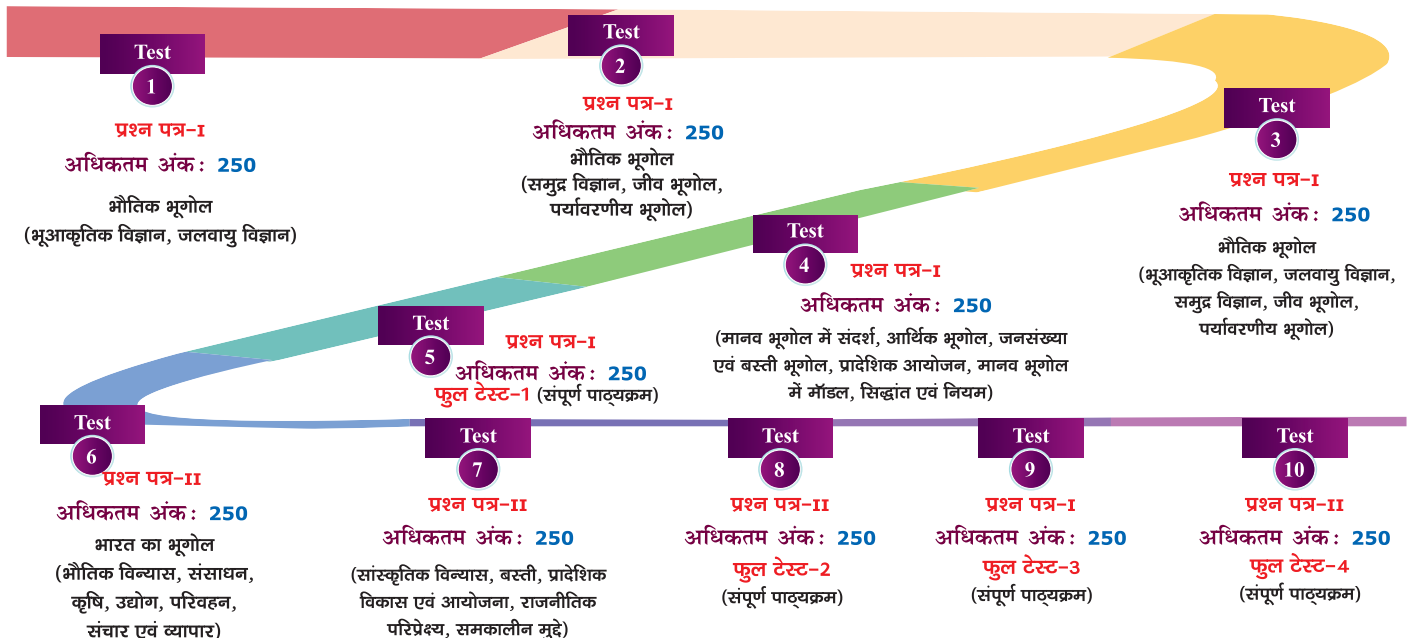 Test
1
प्रश्न पत्र-I
अधिकतम अंक: 250
भौतिक भूगोल
(भूआकृतिक विज्ञान, जलवायु विज्ञान)
Test
2
प्रश्न पत्र-I
अधिकतम अंक: 250
भौतिक भूगोल
(समुद्र विज्ञान, जीव भूगोल,
पर्यावरणीय भूगोल)
Test
3
प्रश्न पत्र-I
अधिकतम अंक: 250
भौतिक भूगोल
(भूआकृतिक विज्ञान, जलवायु विज्ञान,
समुद्र विज्ञान, जीव भूगोल,
पर्यावरणीय भूगोल)
Test
4
प्रश्न पत्र-I
अधिकतम अंक: 250
(मानव भूगोल में संदर्श, आर्थिक भूगोल, जनसंख्या
एवं बस्ती भूगोल, प्रादेशिक आयोजन, मानव भूगोल
में मॉडल, सिद्धांत एवं नियम)
Test
5
प्रश्न पत्र-I
अधिकतम अंक: 250
फुल टेस्ट-1 (संपूर्ण पाठ्यक्रम)
Test
6
प्रश्न पत्र-II
अधिकतम अंक: 250
भारत का भूगोल
(भौतिक विन्यास, संसाधन,
कृषि, उद्योग, परिवहन,
संचार एवं व्यापार)
Test
7
प्रश्न पत्र-II
अधिकतम अंक: 250
(सांस्कृतिक विन्यास, बस्ती, प्रादेशिक
विकास एवं आयोजना, राजनीतिक
परिप्रेक्ष्य, समकालीन मुद्दे)
Test
8
प्रश्न पत्र-II
अधिकतम अंक: 250
फुल टेस्ट-2
(संपूर्ण पाठ्यक्रम)
Test
9
प्रश्न पत्र-I
अधिकतम अंक: 250
फुल टेस्ट-3
(संपूर्ण पाठ्यक्रम)
Test
10
प्रश्न पत्र-II
अधिकतम अंक: 250
फुल टेस्ट-4
(संपूर्ण पाठ्यक्रम)